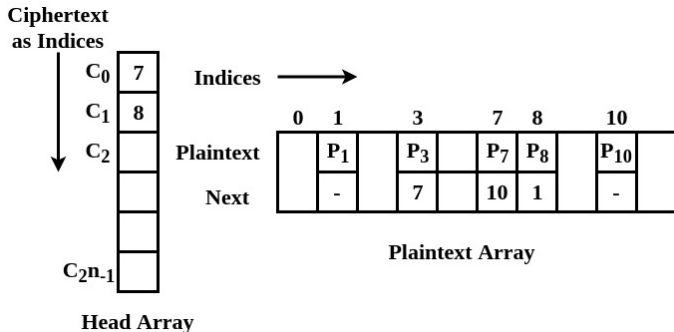 Ciphertext
as Indices
C0 7
C1 8
C2
C2n-1
Head Array
Indices
0 1 3 7 8 10
Plaintext P1 P3 P7 P8 P10
Next - 7 10 1 -
Plaintext Array